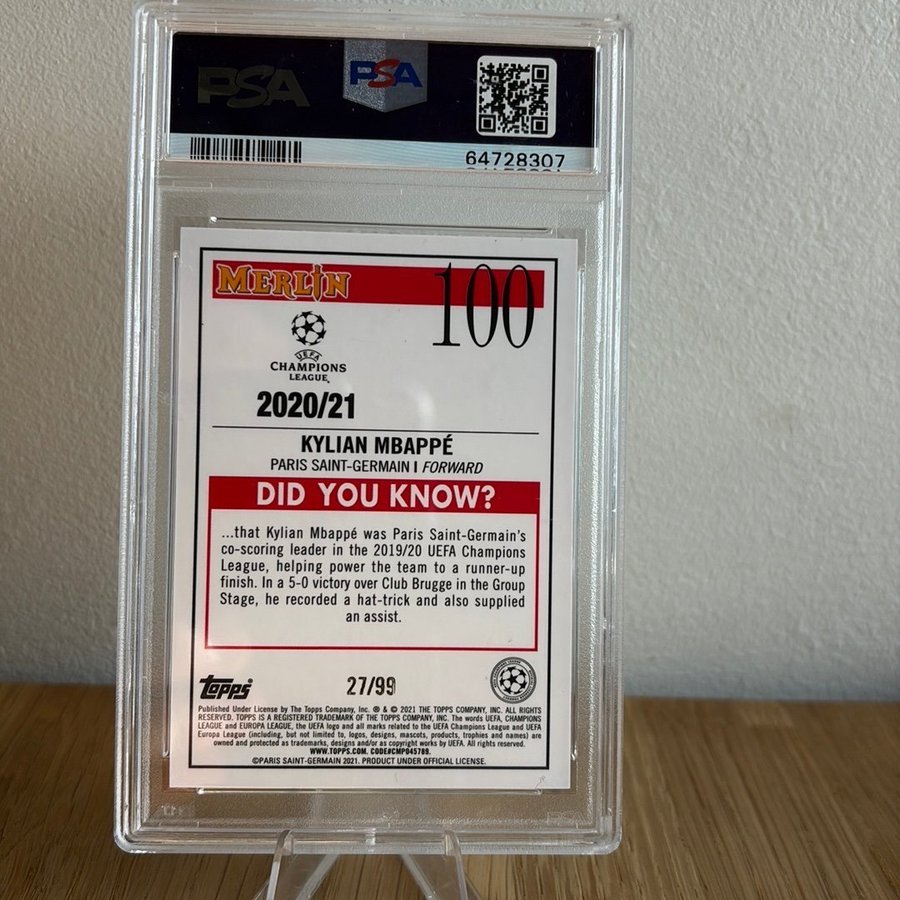 PSA PSA
64728307
MERLIN 100
UEFA
CHAMPIONS
LEAGUE
2020/21
KYLIAN MBAPPÉ
PARIS SAINT-GERMAIN | FORWARD
DID YOU KNOW?
...that Kylian Mbappé was Paris Saint-Germain's
co-scoring leader in the 2019/20 UEFA Champions
League, helping power the team to a runner-up
finish. In a 5-0 victory over Club Brugge in the Group
Stage, he recorded a hat-trick and also supplied
an assist.
Topps 27/99
Published Under License by The Topps Company, Inc. ® & © 2021 THE TOPPS COMPANY, INC. ALL RIGHTS
RESERVED. TOPPS IS A REGISTERED TRADEMARK OF THE TOPPS COMPANY, INC. The words UEFA, CHAMPIONS
LEAGUE and EUROPA LEAGUE, the UEFA logo and all marks related to the UEFA Champions League and UEFA
Europa League (including, but not limited to, logos, designs, mascots, products, trophies and names) are
owned and protected as trademarks, designs and/or as copyright works by UEFA. All rights reserved.
WWW.TOPPS.COM. CODE#CMP045789.
©PARIS SAINT-GERMAIN 2021. PRODUCT UNDER OFFICIAL LICENSE.